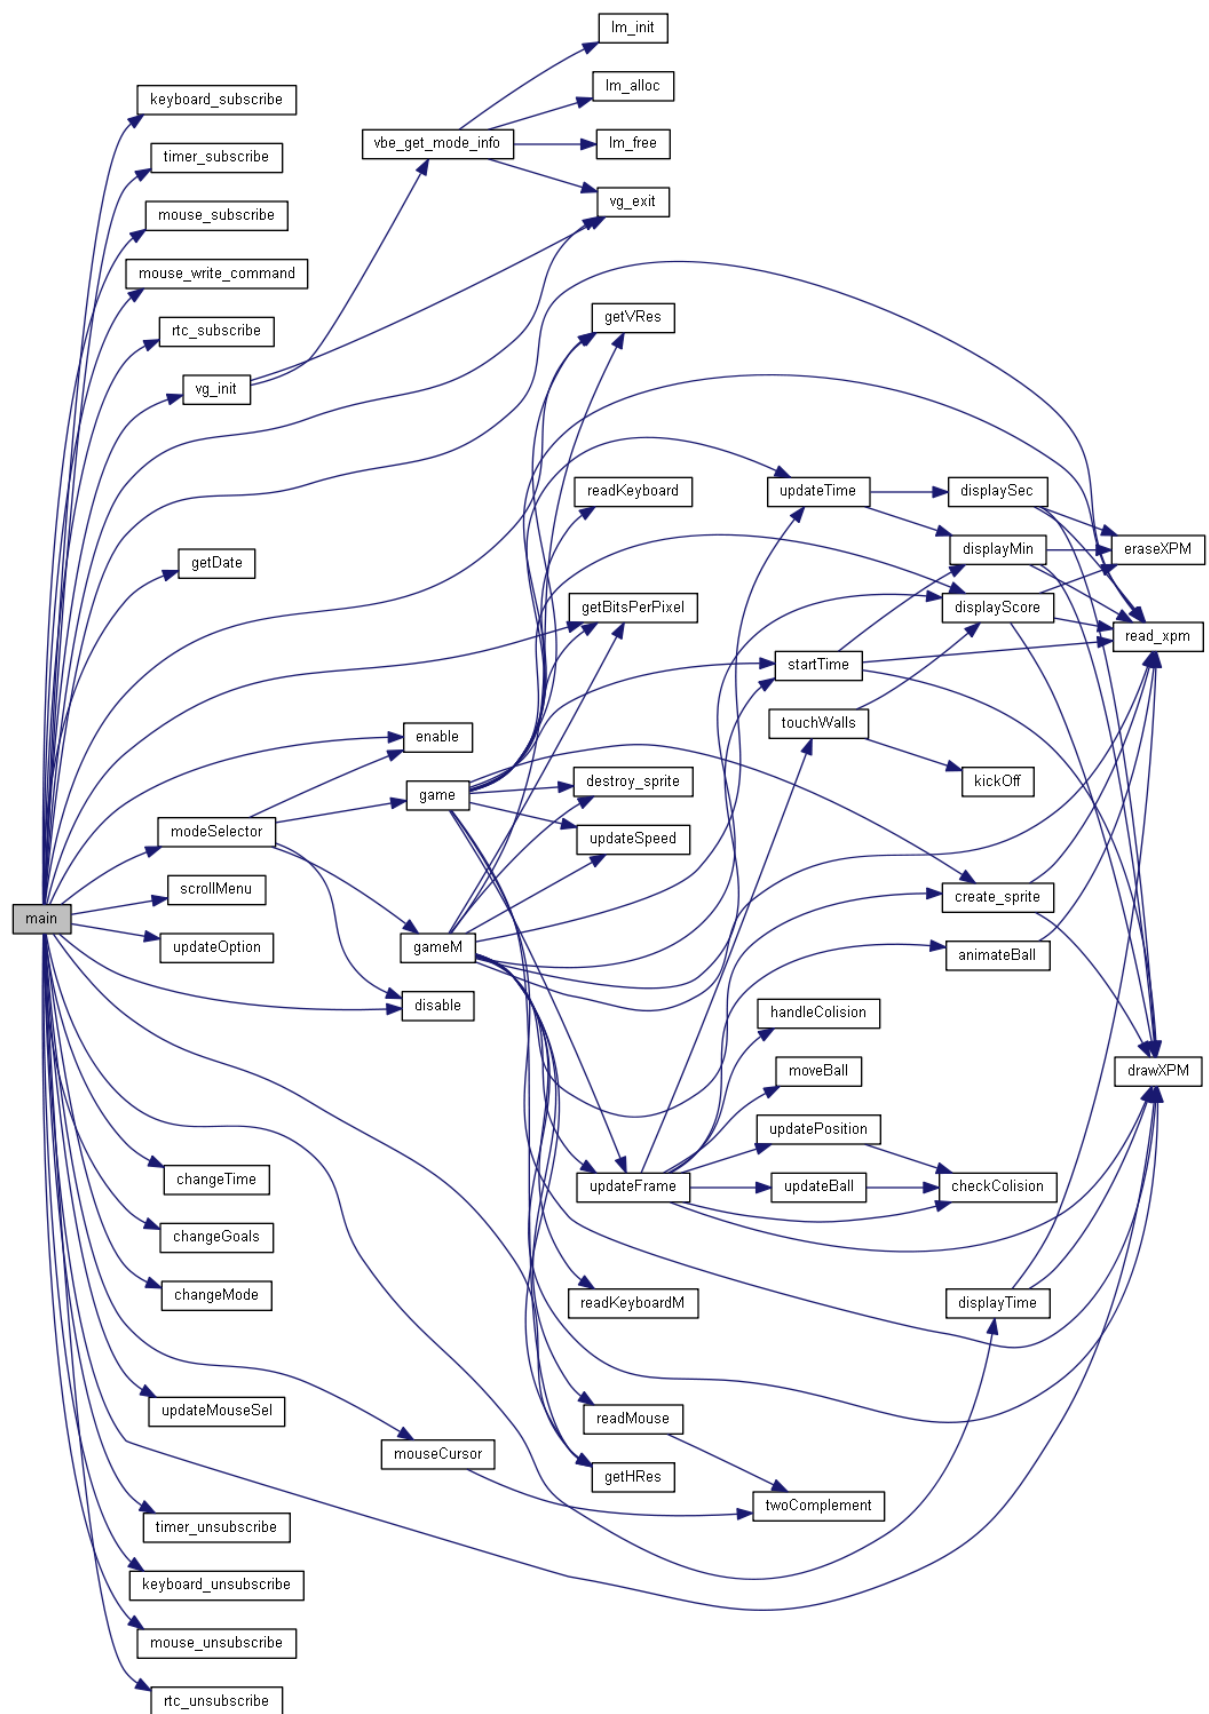 lm_init
lm_alloc
keyboard_subscribe
vbe_get_mode_info
lm_free
timer_subscribe
vg_exit
mouse_subscribe
mouse_write_command
getVRes
rtc_subscribe
vg_init
readKeyboard
updateTime
displaySec
displayMin
eraseXPM
getDate
getBitsPerPixel
displayScore
read_xpm
startTime
touchWalls
enable
kickOff
destroy_sprite
game
modeSelector
updateSpeed
scrollMenu
create_sprite
main
updateOption
gameM
animateBall
disable
handleColision
moveBall
drawXPM
updatePosition
changeTime
updateFrame
updateBall
checkColision
changeGoals
changeMode
readKeyboardM
displayTime
updateMouseSel
readMouse
mouseCursor
getHRes
twoComplement
timer_unsubscribe
keyboard_unsubscribe
mouse_unsubscribe
rtc_unsubscribe